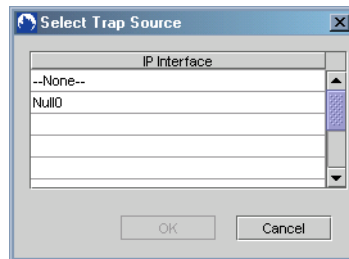 Select Trap Source
IP Interface
--None--
Null0
OK
Cancel